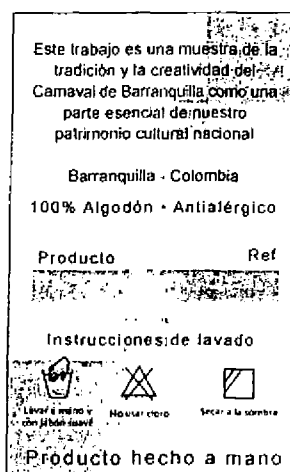 Este trabajo es una muestra de la
tradición y la creatividad del
Carnaval de Barranquilla como una
parte esencial de nuestro
patrimonio cultural nacional
Barranquilla - Colombia
100% Algodón • Antialérgico
Producto Ref
Instrucciones de lavado
Lavar a mano y
con jabón suave
No usar cloro
Secar a la sombra
Producto hecho a mano